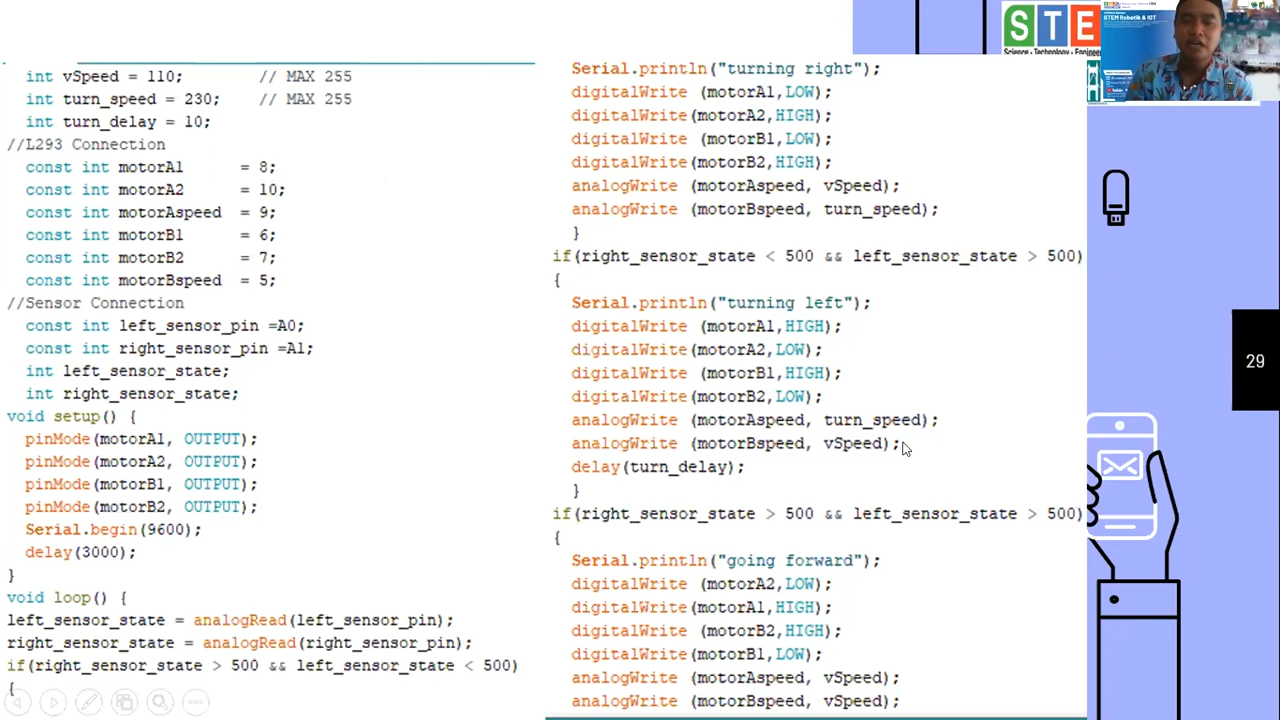 int vSpeed = 110; // MAX 255
int turn_speed = 230; // MAX 255
int turn_delay = 10;
//L293 Connection
const int motorA1 = 8;
const int motorA2 = 10;
const int motorAspeed = 9;
const int motorB1 = 6;
const int motorB2 = 7;
const int motorBspeed = 5;
//Sensor Connection
const int left_sensor_pin =A0;
const int right_sensor_pin =A1;
int left_sensor_state;
int right_sensor_state;
void setup() {
pinMode(motorA1, OUTPUT);
pinMode(motorA2, OUTPUT);
pinMode(motorB1, OUTPUT);
pinMode(motorB2, OUTPUT);
Serial.begin(9600);
delay(3000);
}
void loop() {
left_sensor_state = analogRead(left_sensor_pin);
right_sensor_state = analogRead(right_sensor_pin);
if(right_sensor_state > 500 && left_sensor_state < 500)
{
Serial.println("turning right");
digitalWrite (motorA1,LOW);
digitalWrite(motorA2,HIGH);
digitalWrite (motorB1,LOW);
digitalWrite(motorB2,HIGH);
analogWrite (motorAspeed, vSpeed);
analogWrite (motorBspeed, turn_speed);
}
if(right_sensor_state < 500 && left_sensor_state > 500)
{
Serial.println("turning left");
digitalWrite (motorA1,HIGH);
digitalWrite(motorA2,LOW);
digitalWrite (motorB1,HIGH);
digitalWrite(motorB2,LOW);
analogWrite (motorAspeed, turn_speed);
analogWrite (motorBspeed, vSpeed);
delay(turn_delay);
}
if(right_sensor_state > 500 && left_sensor_state > 500)
{
Serial.println("going forward");
digitalWrite (motorA2,LOW);
digitalWrite(motorA1,HIGH);
digitalWrite (motorB2,HIGH);
digitalWrite(motorB1,LOW);
analogWrite (motorAspeed, vSpeed);
analogWrite (motorBspeed, vSpeed);
STE
Science - Technology - Engineer
STEM Robotik & IOT
29